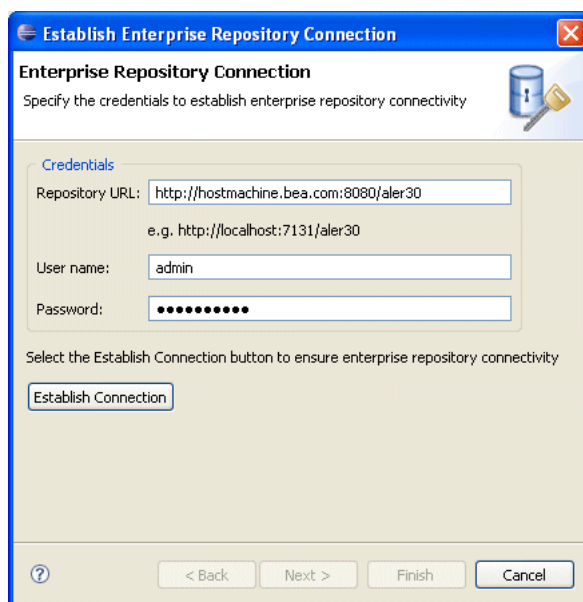 Establish Enterprise Repository Connection
Enterprise Repository Connection
Specify the credentials to establish enterprise repository connectivity
Credentials
Repository URL: http://hostmachine.bea.com:8080/aler30
e.g. http://localhost:7131/aler30
User name: admin
Password: ●●●●●●●●●●
Select the Establish Connection button to ensure enterprise repository connectivity
Establish Connection
? < Back Next > Finish Cancel